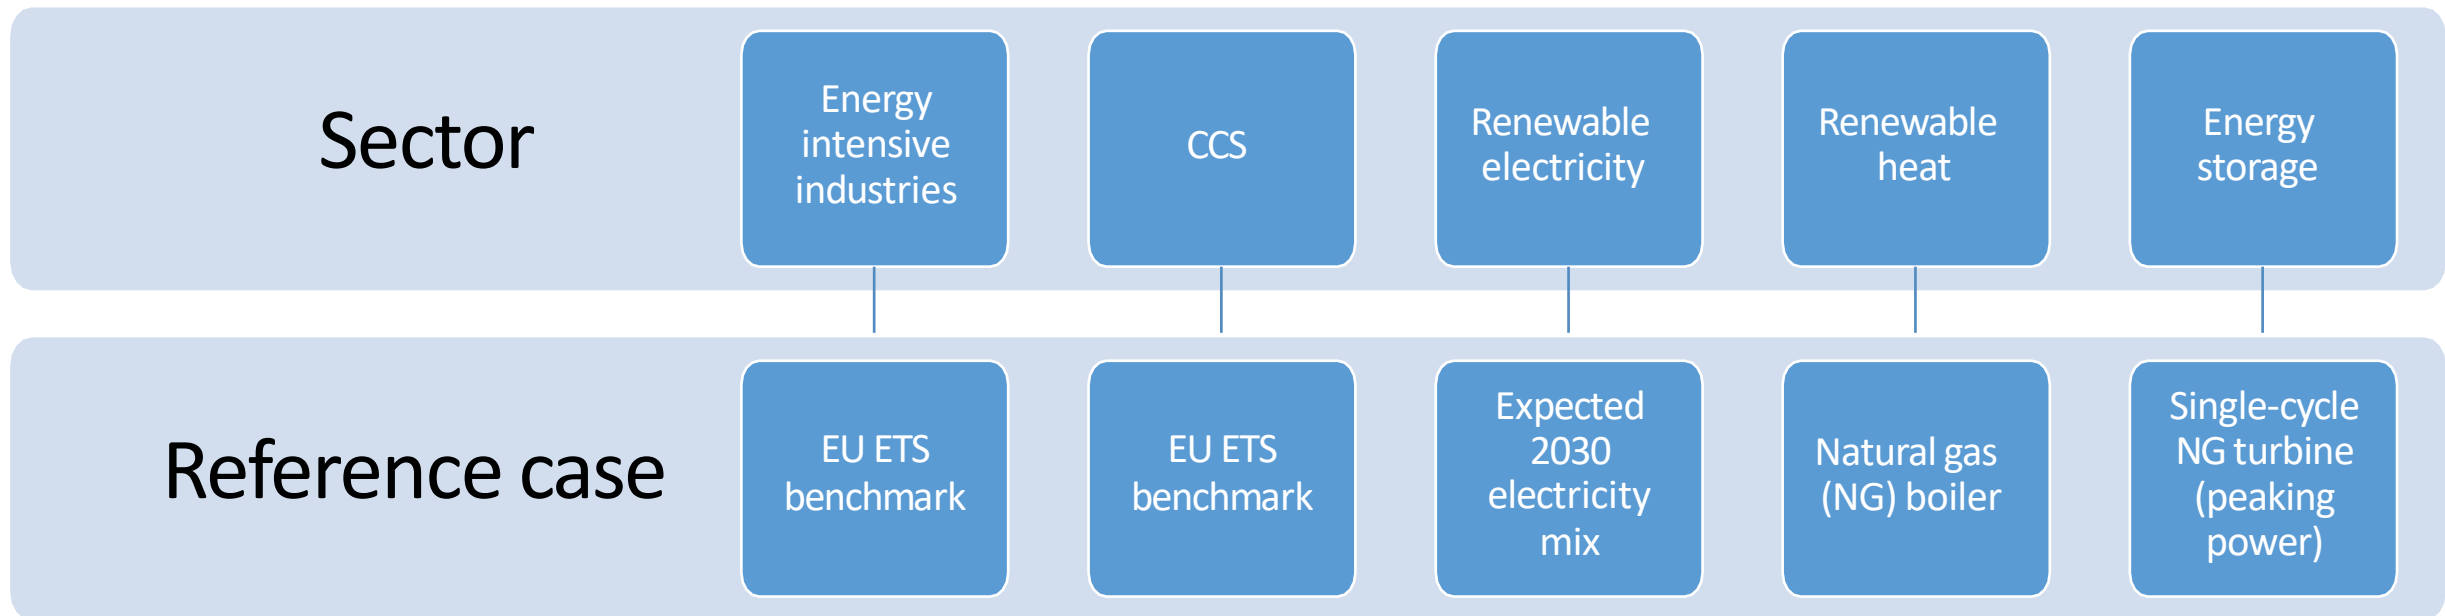 Sector
Energy
intensive
industries
CCS
Renewable
electricity
Renewable
heat
Energy
storage
Reference case
EU ETS
benchmark
EU ETS
benchmark
Expected
2030
electricity
mix
Natural gas
(NG) boiler
Single-cycle
NG turbine
(peaking
power)